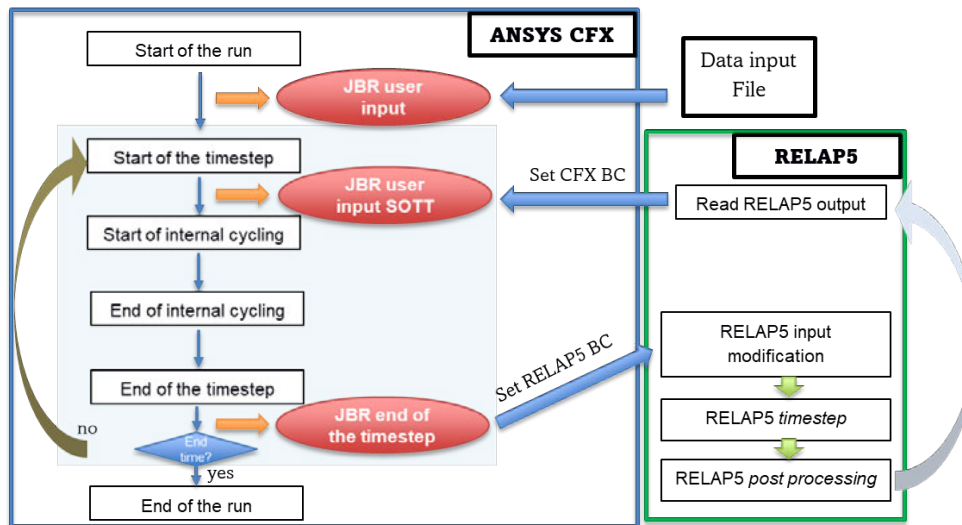 ANSYS CFX
Start of the run
JBR user
input
Data input
File
Start of the timestep
JBR user
input SOTT
Set CFX BC
RELAP5
Read RELAP5 output
Start of internal cycling
End of internal cycling
RELAP5 input
modification
Set RELAP5 BC
End of the timestep
JBR end of
the timestep
RELAP5 timestep
no
End
time?
yes
RELAP5 post processing
End of the run